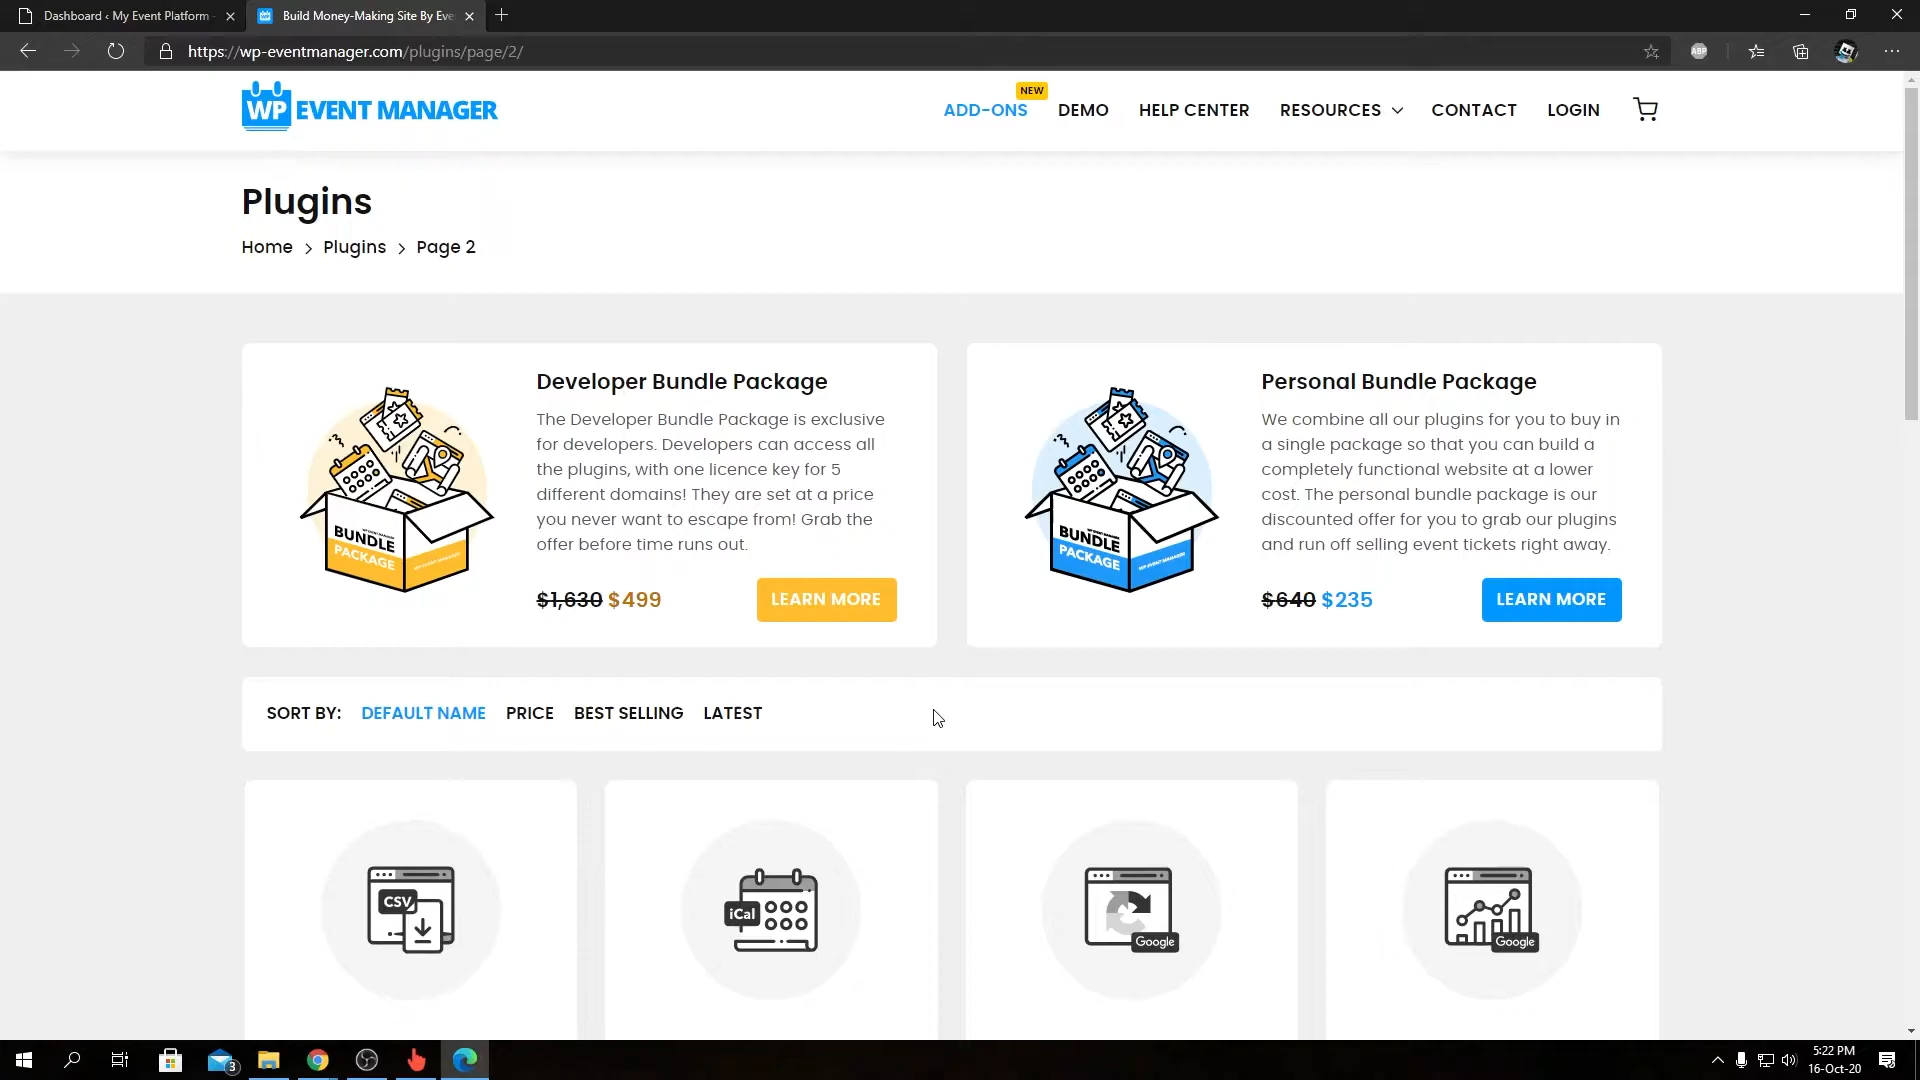 Dashboard ‹ My Event Platform
Build Money-Making Site By Eve
https://wp-eventmanager.com/plugins/page/2/
ABP
WP EVENT MANAGER
NEW
ADD-ONS
DEMO
HELP CENTER
RESOURCES
CONTACT
LOGIN
Plugins
Home > Plugins > Page 2
Developer Bundle Package
The Developer Bundle Package is exclusive
for developers. Developers can access all
the plugins, with one licence key for 5
different domains! They are set at a price
you never want to escape from! Grab the
offer before time runs out.
$1,630 $499
LEARN MORE
BUNDLE
PACKAGE
Personal Bundle Package
We combine all our plugins for you to buy in
a single package so that you can build a
completely functional website at a lower
cost. The personal bundle package is our
discounted offer for you to grab our plugins
and run off selling event tickets right away.
$640 $235
LEARN MORE
BUNDLE
PACKAGE
SORT BY: DEFAULT NAME PRICE BEST SELLING LATEST
CSV
iCal
Google
Google
3
5:22 PM
16-Oct-20